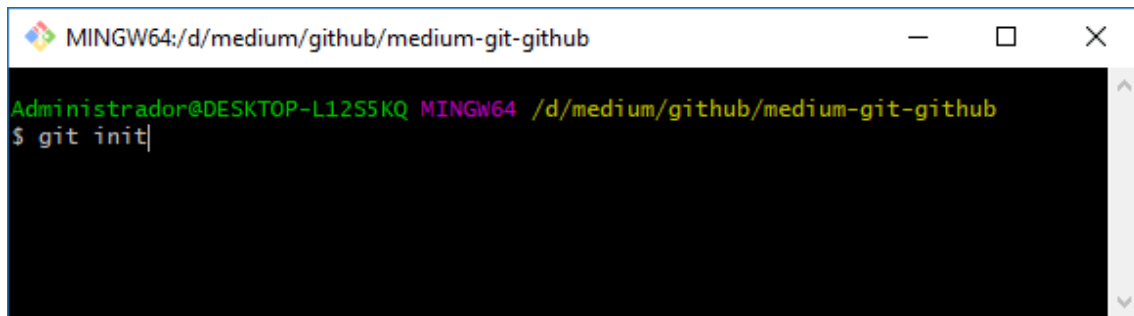 MINGW64:/d/medium/github/medium-git-github
Administrador@DESKTOP-L12S5KQ MINGW64 /d/medium/github/medium-git-github
$ git init